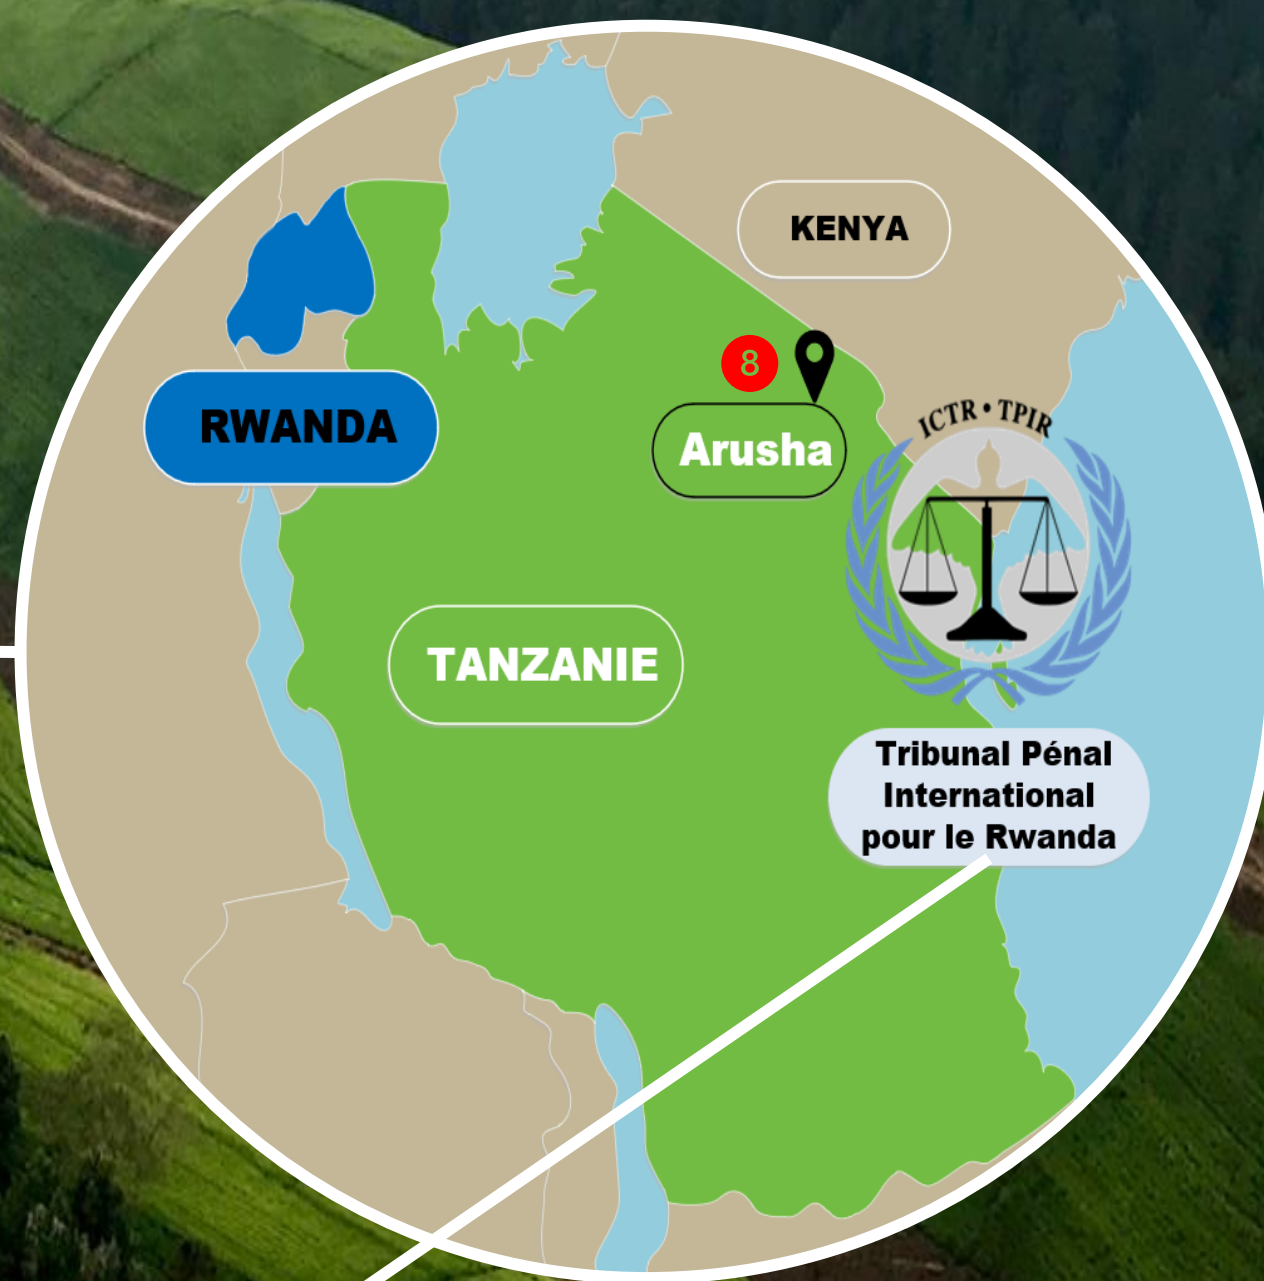 KENYA
8
RWANDA
Arusha
ICTR • TPIR
TANZANIE
Tribunal Pénal
International
pour le Rwanda